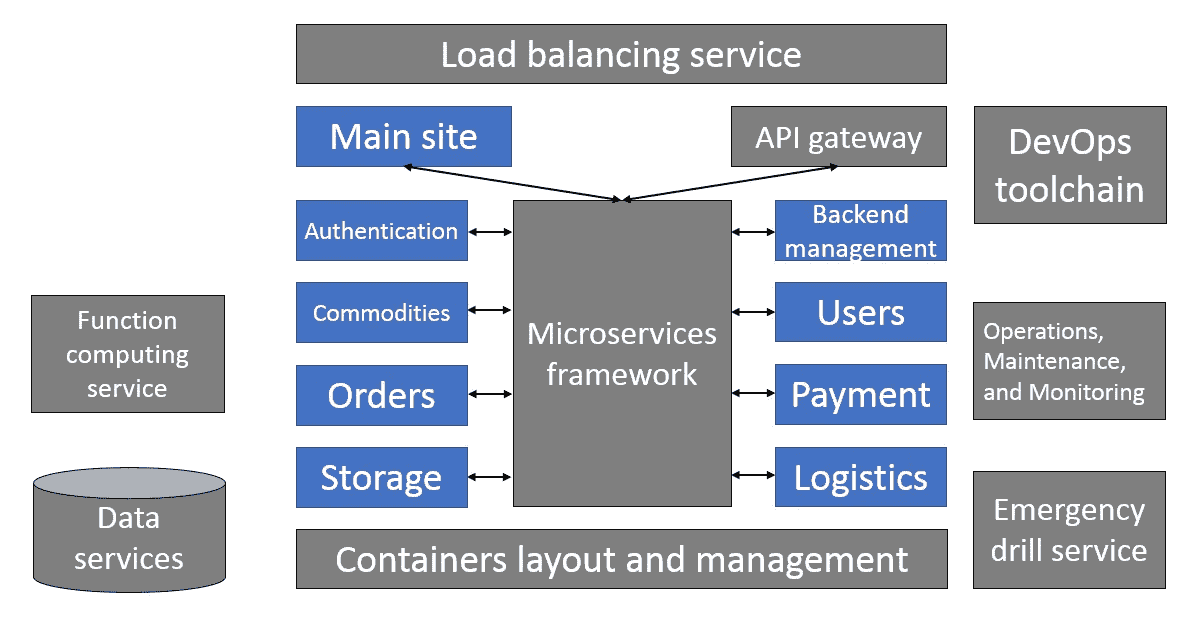 Load balancing service
Main site
API gateway
DevOps
toolchain
Authentication
Backend
management
Commodities
Users
Microservices
framework
Function
computing
service
Operations,
Maintenance,
and Monitoring
Orders
Payment
Storage
Logistics
Data
services
Emergency
drill service
Containers layout and management